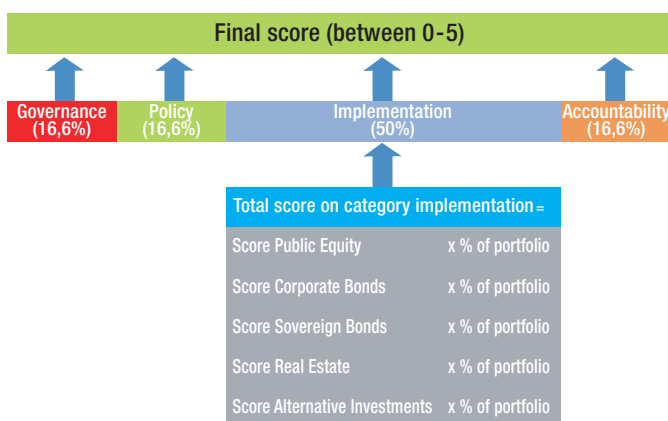 Final score (between 0-5)
Governance
(16,6%)
Policy
(16,6%)
Implementation
(50%)
Accountability
(16,6%)
Total score on category implementation =
Score Public Equity x % of portfolio
Score Corporate Bonds x % of portfolio
Score Sovereign Bonds x % of portfolio
Score Real Estate x % of portfolio
Score Alternative Investments x % of portfolio